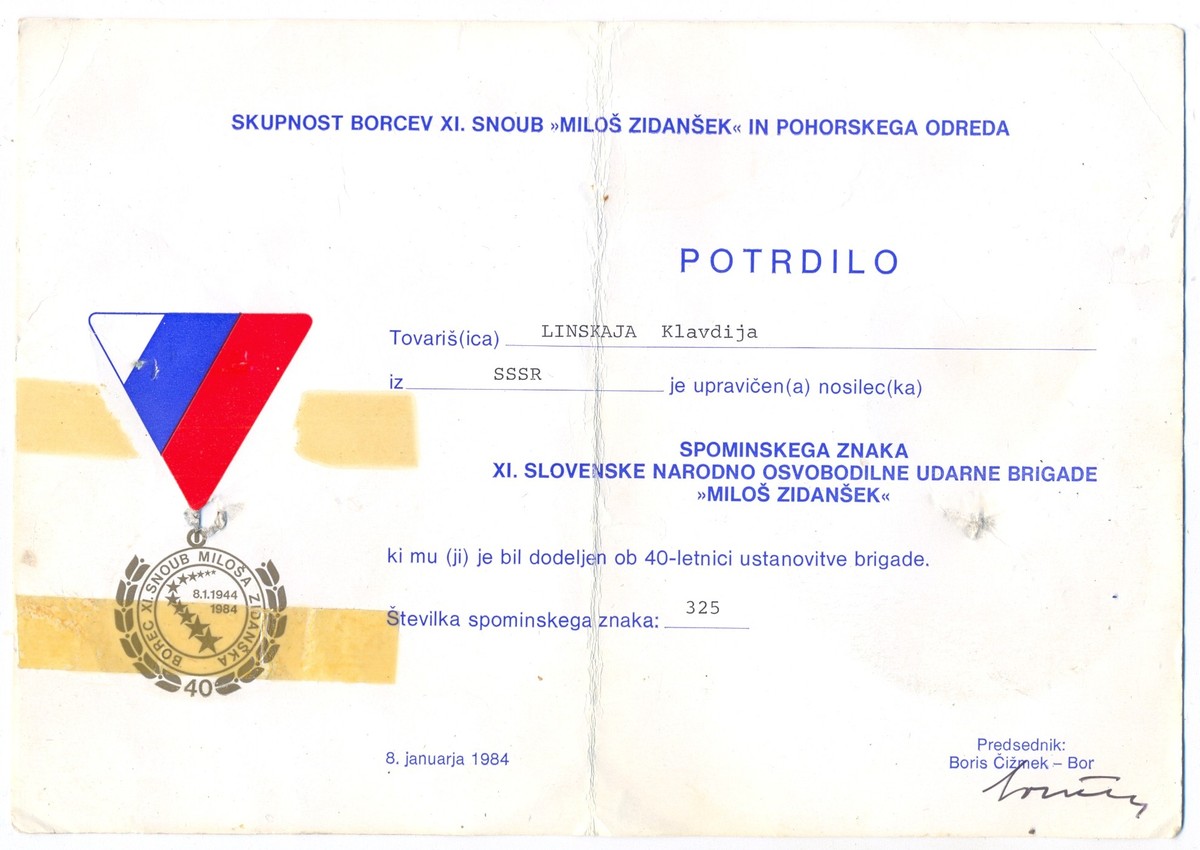 SKUPNOST BORCEV XI. SNOUB »MILOŠ ZIDANŠEK« IN POHORSKEGA ODREDA
POTRDILO
Tovariš(ica) LINSKAJA Klavdija
iz SSSR je upravičen(a) nosilec(ka)
SPOMINSKEGA ZNAKA
XI. SLOVENSKE NARODNO OSVOBODILNE UDARNE BRIGADE
»MILOŠ ZIDANŠEK«
ki mu (ji) je bil dodeljen ob 40-letnici ustanovitve brigade.
Številka spominskega znaka: 325
BOREC XI. SNOUB MILOŠA ZIDANŠKA
8.1.1944
1984
40
8. januarja 1984
Predsednik:
Boris Čižmek – Bor